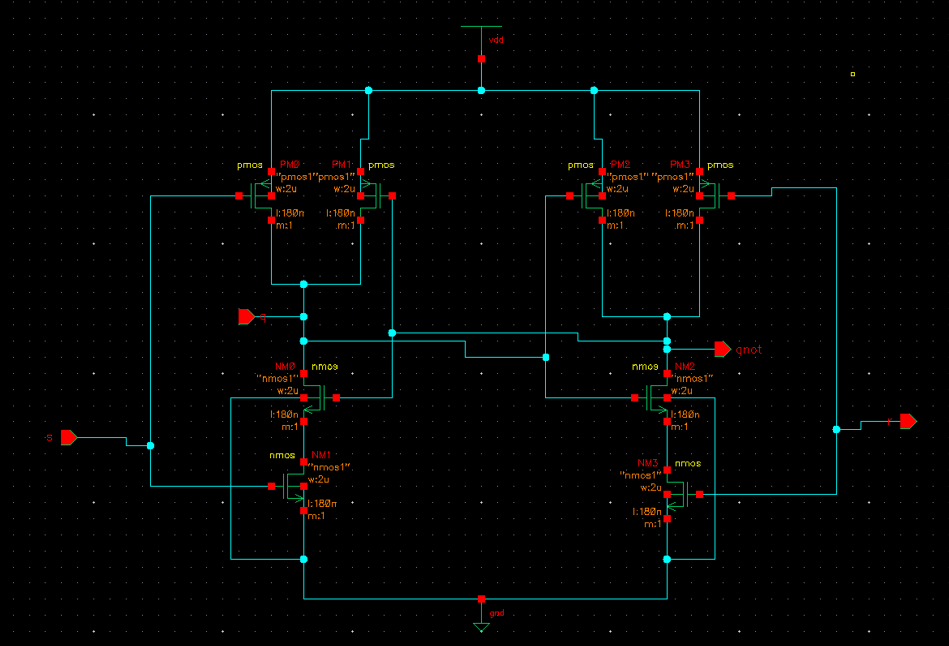 vdd
pmos PM0 PM1 pmos
"pmos1" "pmos1"
w:2u w:2u
l:180n l:180n
m:1 m:1
pmos PM2 PM3 pmos
"pmos1" "pmos1"
w:2u w:2u
l:180n l:180n
m:1 m:1
q
qnot
NM0 nmos
"nmos1"
w:2u
l:180n
m:1
nmos NM2
"nmos1"
w:2u
l:180n
m:1
s
r
nmos NM1
"nmos1"
w:2u
l:180n
m:1
NM3 nmos
"nmos1"
w:2u
l:180n
m:1
gnd